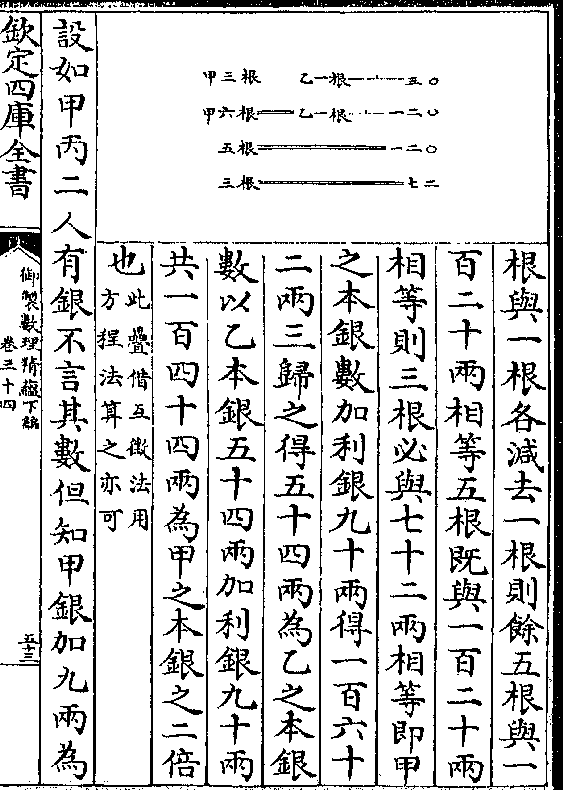 甲三根 乙一根 五〇
甲六根 乙一根 一二〇
五根 一二〇
三根 七二
根與一根各減去一根則餘五根與一
百二十兩相等五根既與一百二十兩
相等則三根必與七十二兩相等即甲
之本銀數加利銀九十兩得一百六十
二兩三歸之得五十四兩為乙之本銀
數以乙本銀五十四兩加利銀九十兩
共一百四十四兩為甲之本銀之二倍
也此疊借互徵法用
方程法算之亦可
設如甲丙二人有銀不言其數但知甲銀加九兩為
欽定四庫全書
御製數理精蘊下編
卷三十四
五十三